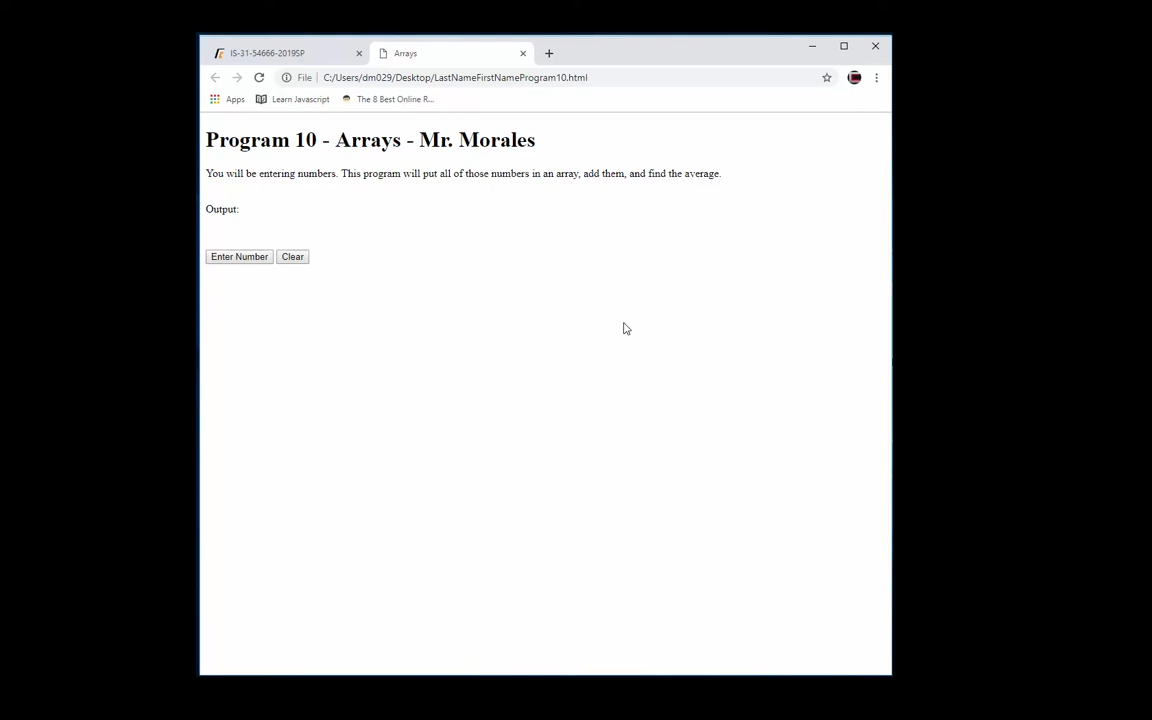 IS-31-54666-2019SP
Arrays
File
C:/Users/dm029/Desktop/LastNameFirstNameProgram10.html
Apps
Learn Javascript
The 8 Best Online R...
Program 10 - Arrays - Mr. Morales
You will be entering numbers. This program will put all of those numbers in an array, add them, and find the average.
Output:
Enter Number Clear